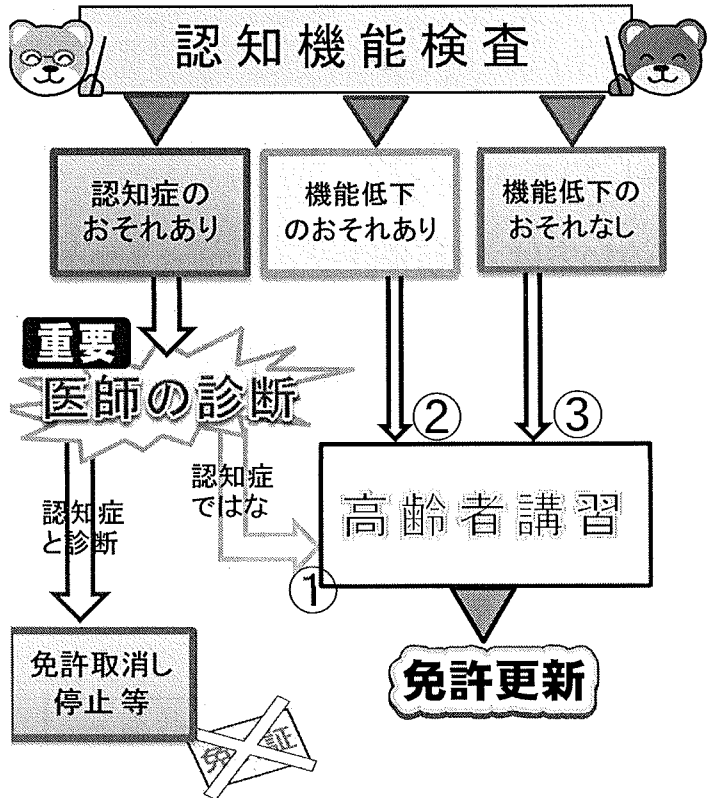 認知機能検査
認知症の
おそれあり
機能低下
のおそれあり
機能低下の
おそれなし
重要
医師の診断
②
③
認知症
ではな
認知症
と診断
高齢者講習
①
免許取消し
停止 等
免許更新
免 証